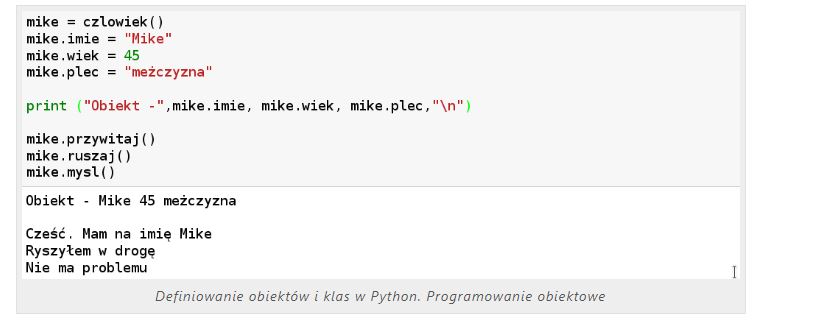 mike = czlowiek()
mike.imie = "Mike"
mike.wiek = 45
mike.plec = "meżczyzna"
print ("Obiekt -",mike.imie, mike.wiek, mike.plec,"\n")
mike.przywitaj()
mike.ruszaj()
mike.mysl()
Obiekt - Mike 45 meżczyzna
Cześć. Mam na imię Mike
Ryszyłem w drogę
Nie ma problemu
Definiowanie obiektów i klas w Python. Programowanie obiektowe